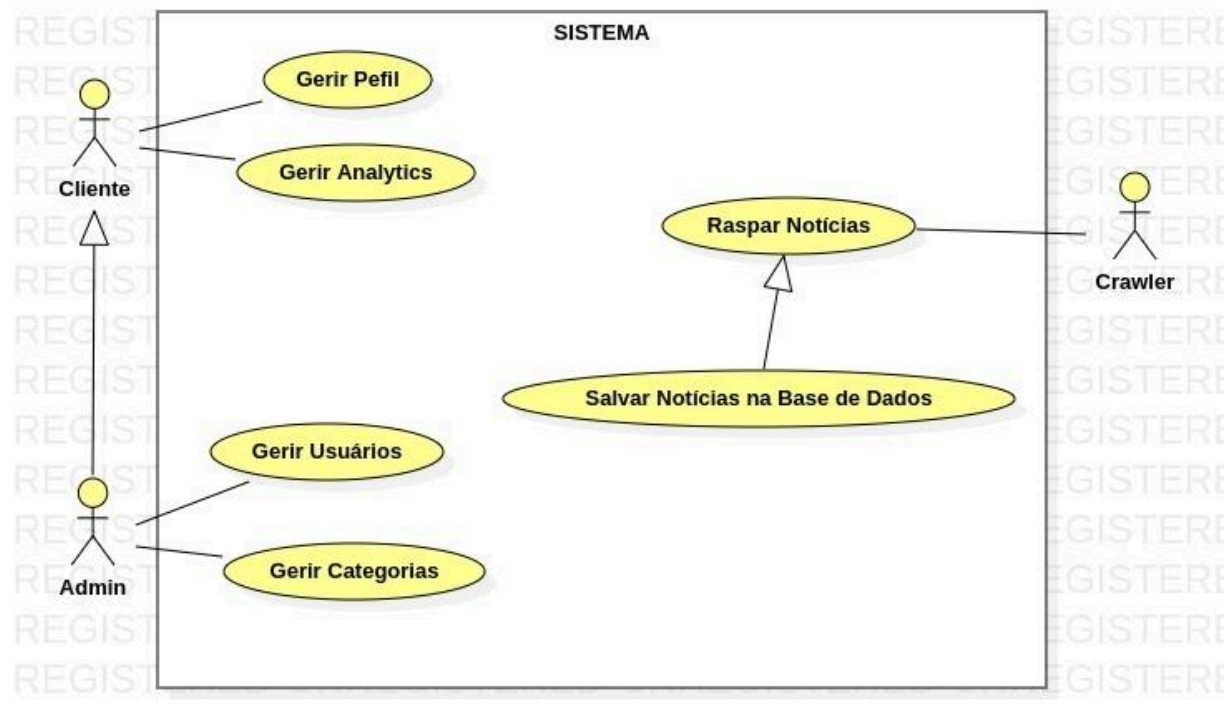 SISTEMA
Gerir Pefil
Cliente
Gerir Analytics
Raspar Notícias
Crawler
Salvar Notícias na Base de Dados
Gerir Usuários
Admin
Gerir Categorias